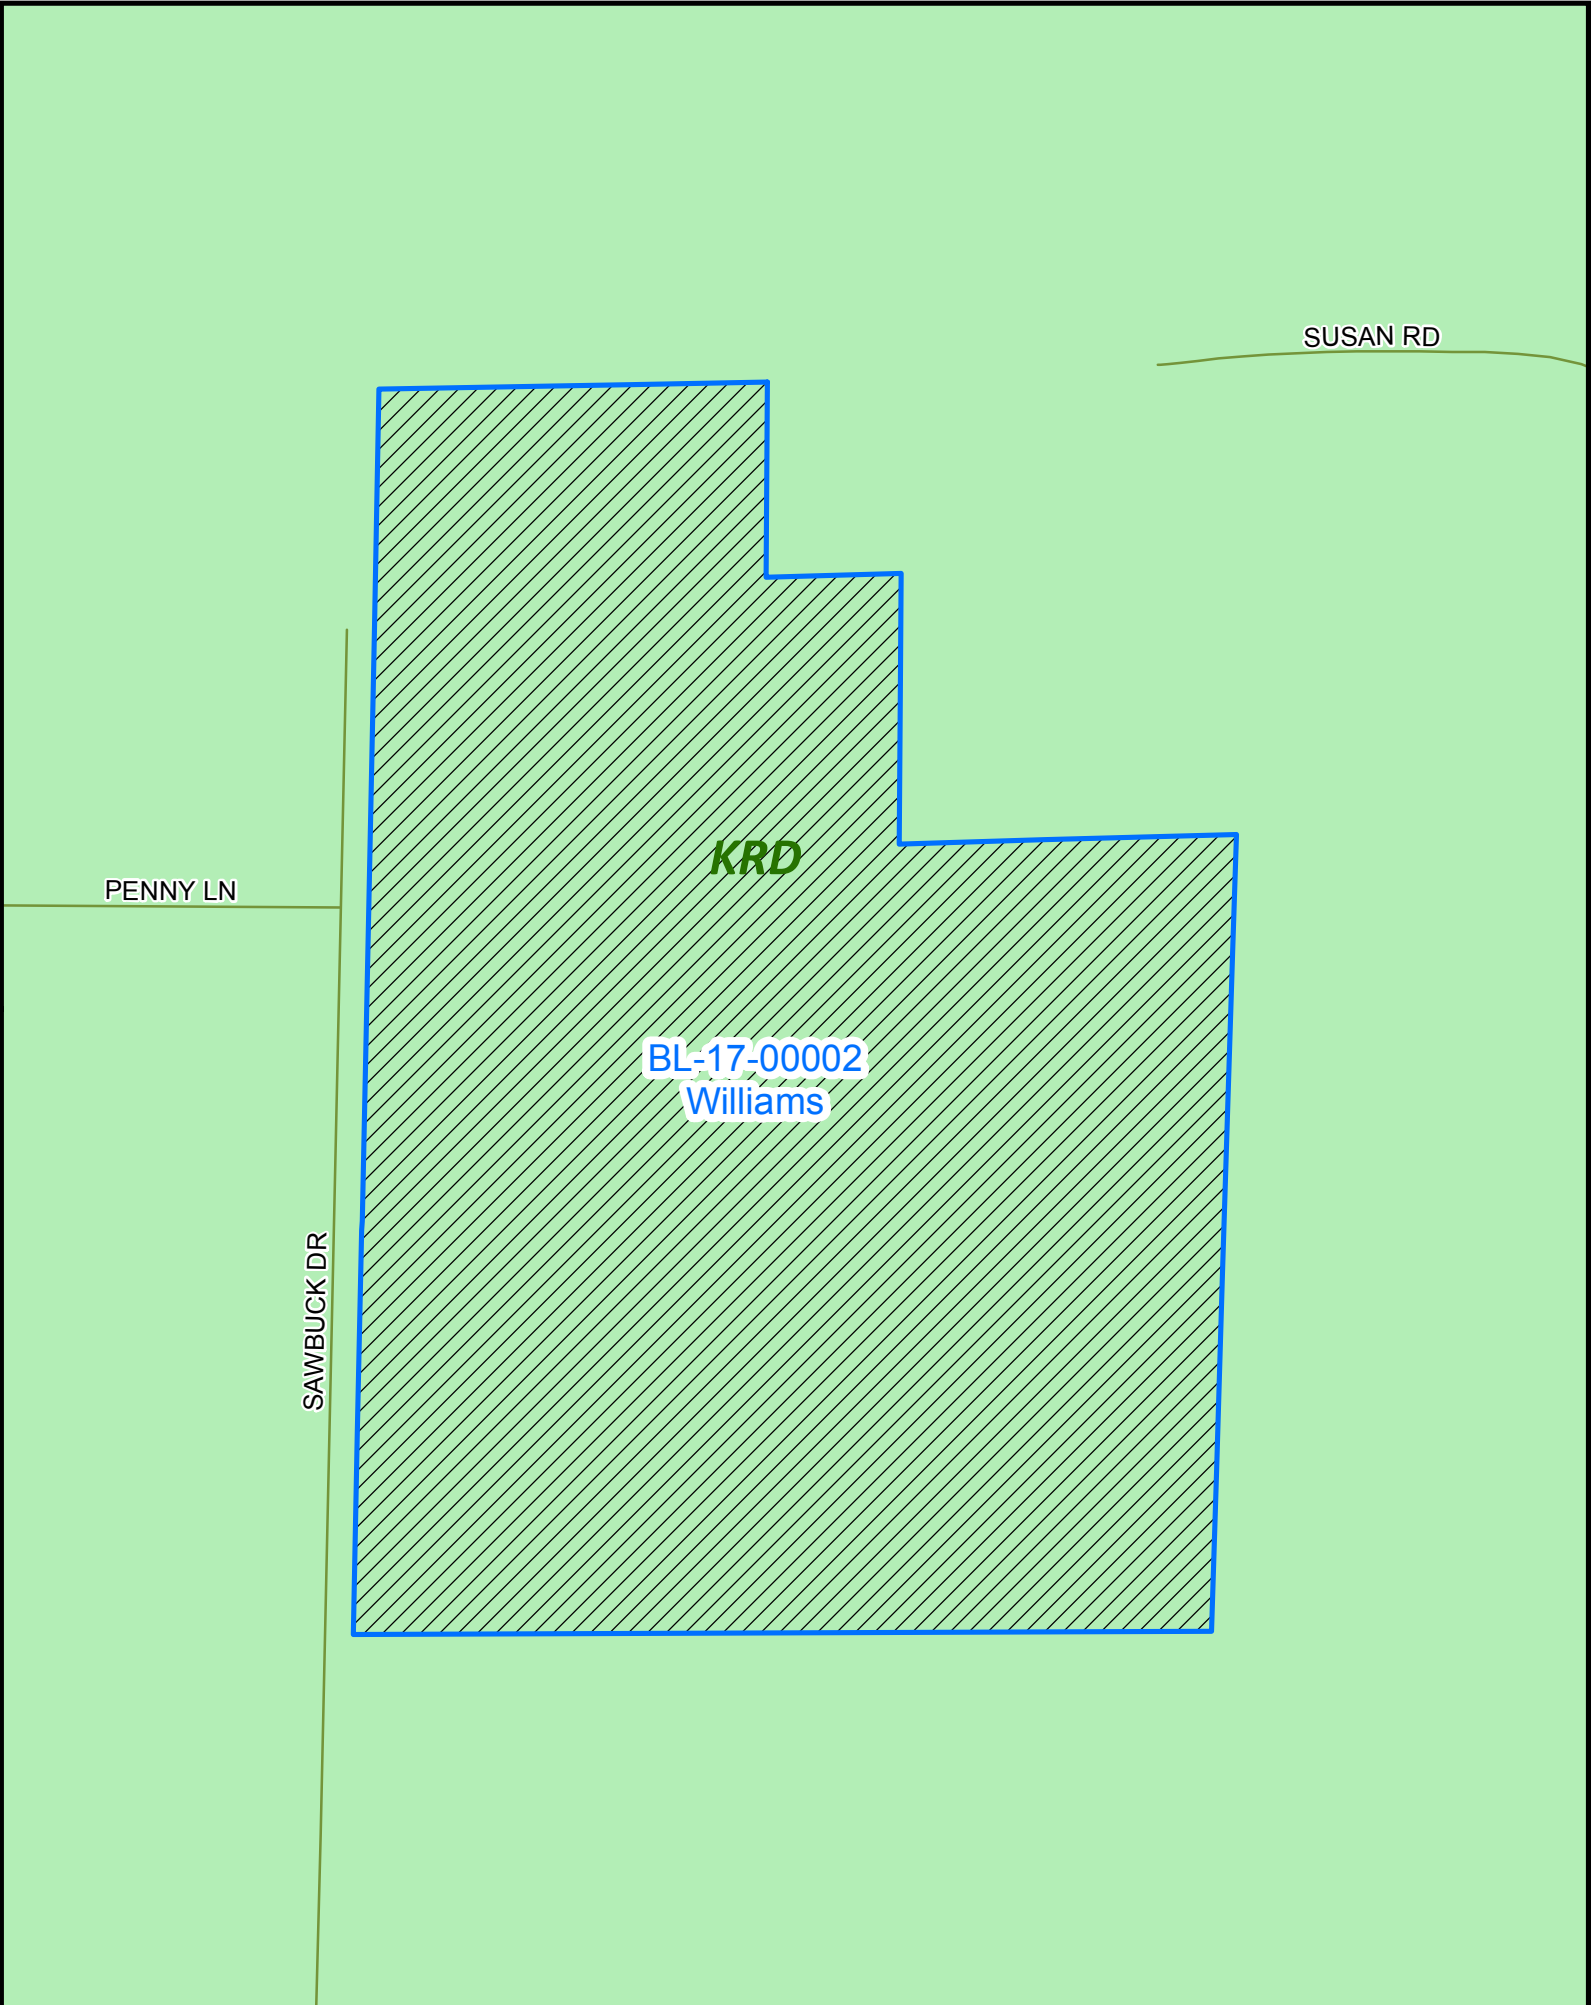 SUSAN RD
KRD
PENNY LN
BL-17-00002
Williams
SAWBUCK DR